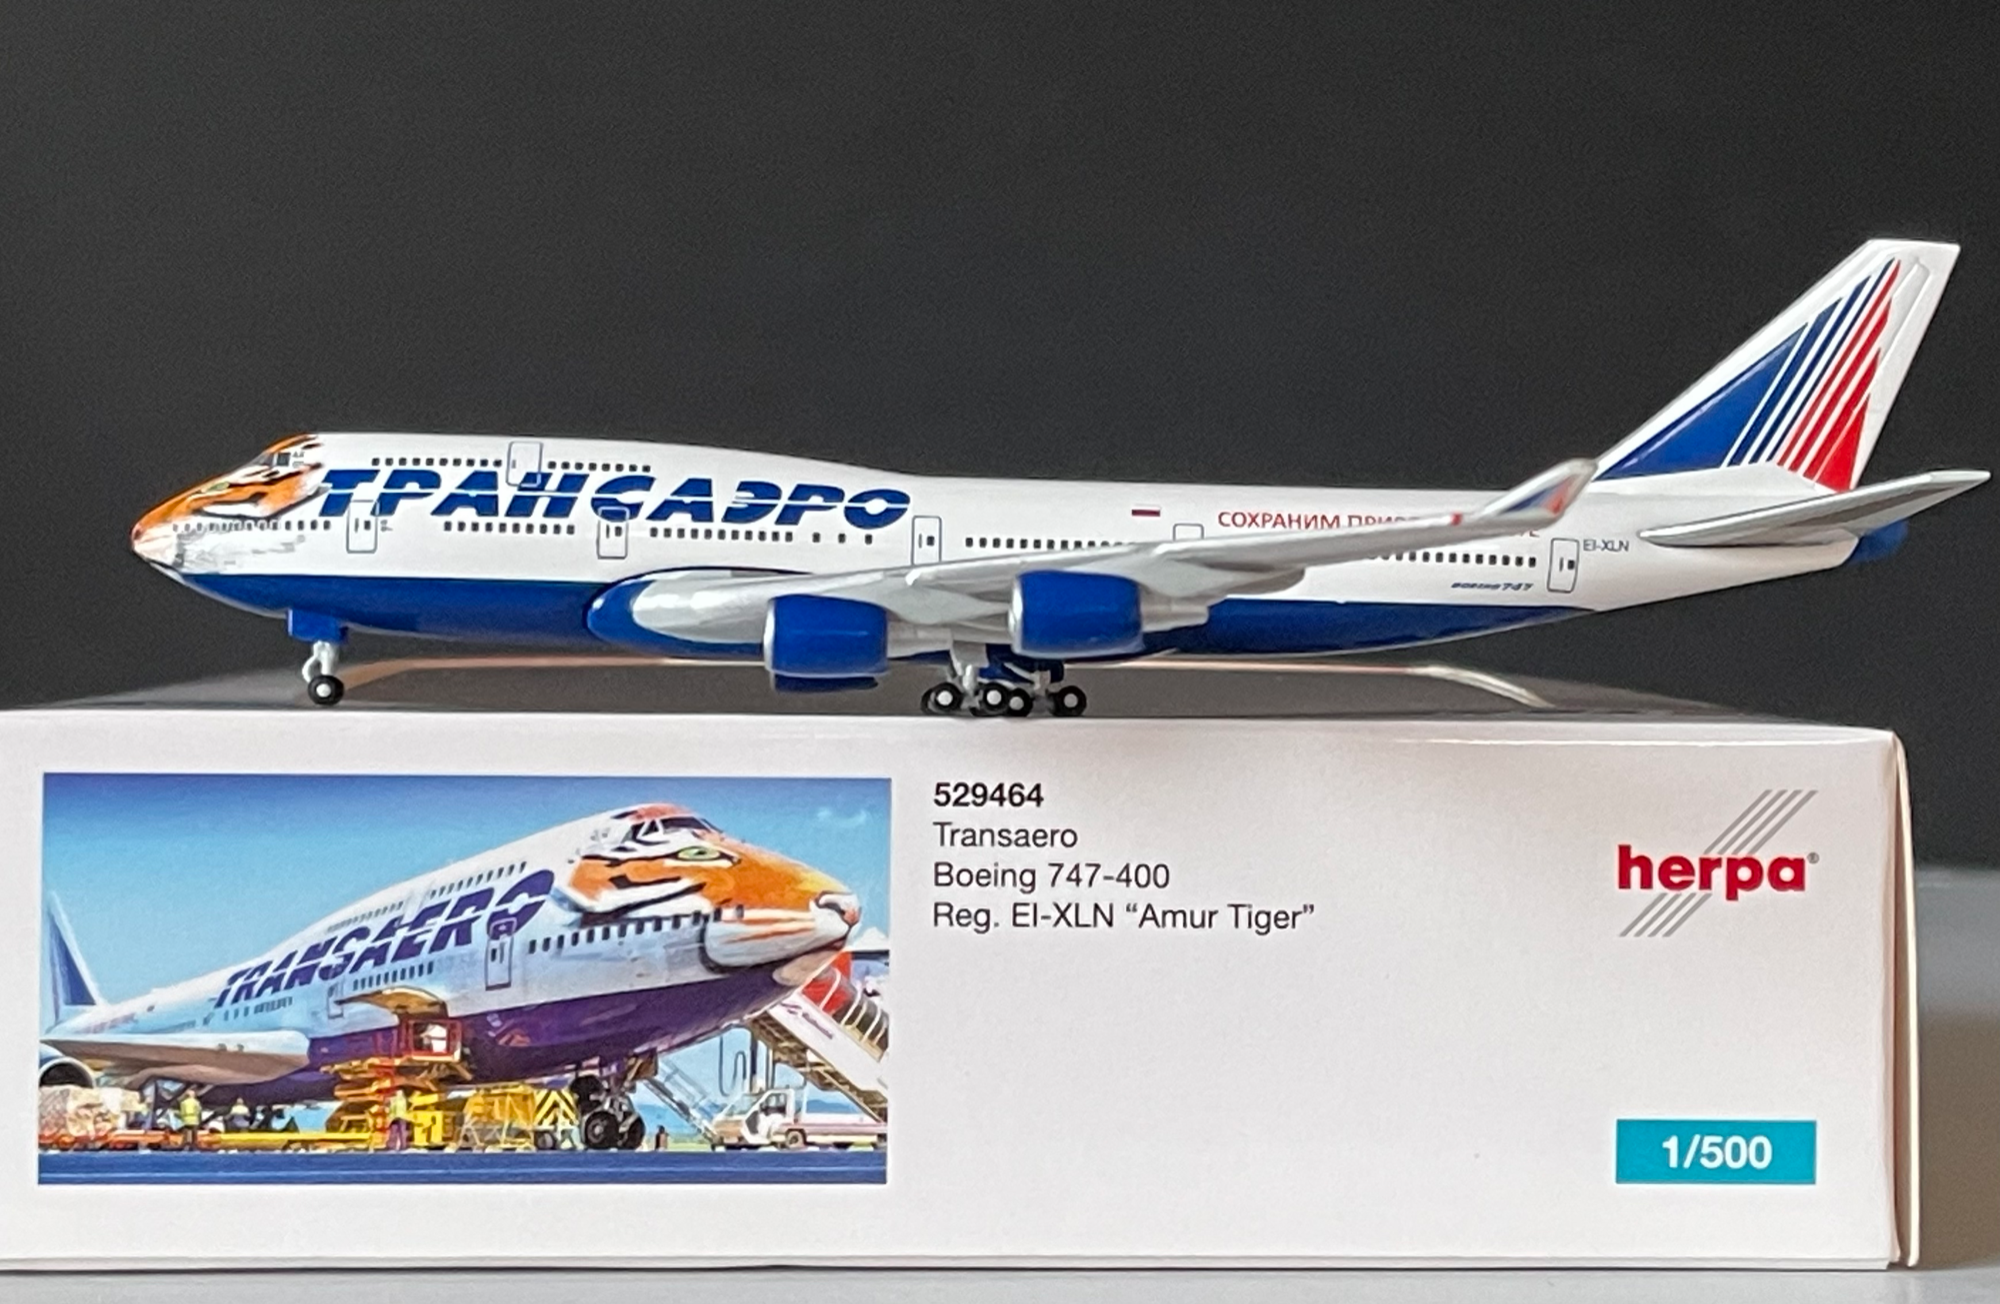 ТРАНСАЭРО
СОХРАНИМ
EI-XLN
BOEING 747
529464
Transaero
Boeing 747-400
Reg. EI-XLN “Amur Tiger”
herpa®
TRANSAERO
1/500